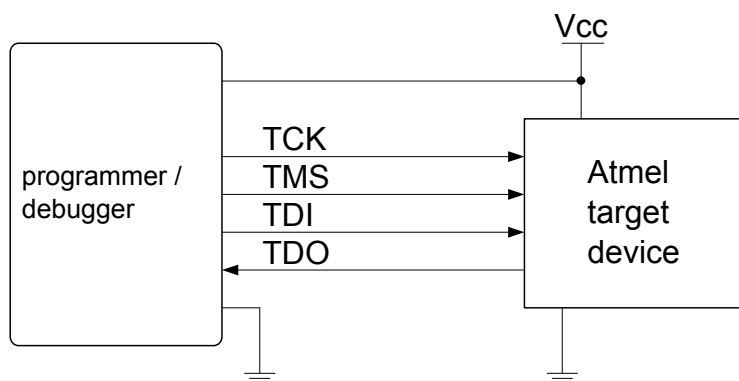 Vcc
programmer /
debugger
TCK
TMS
TDI
TDO
Atmel
target
device